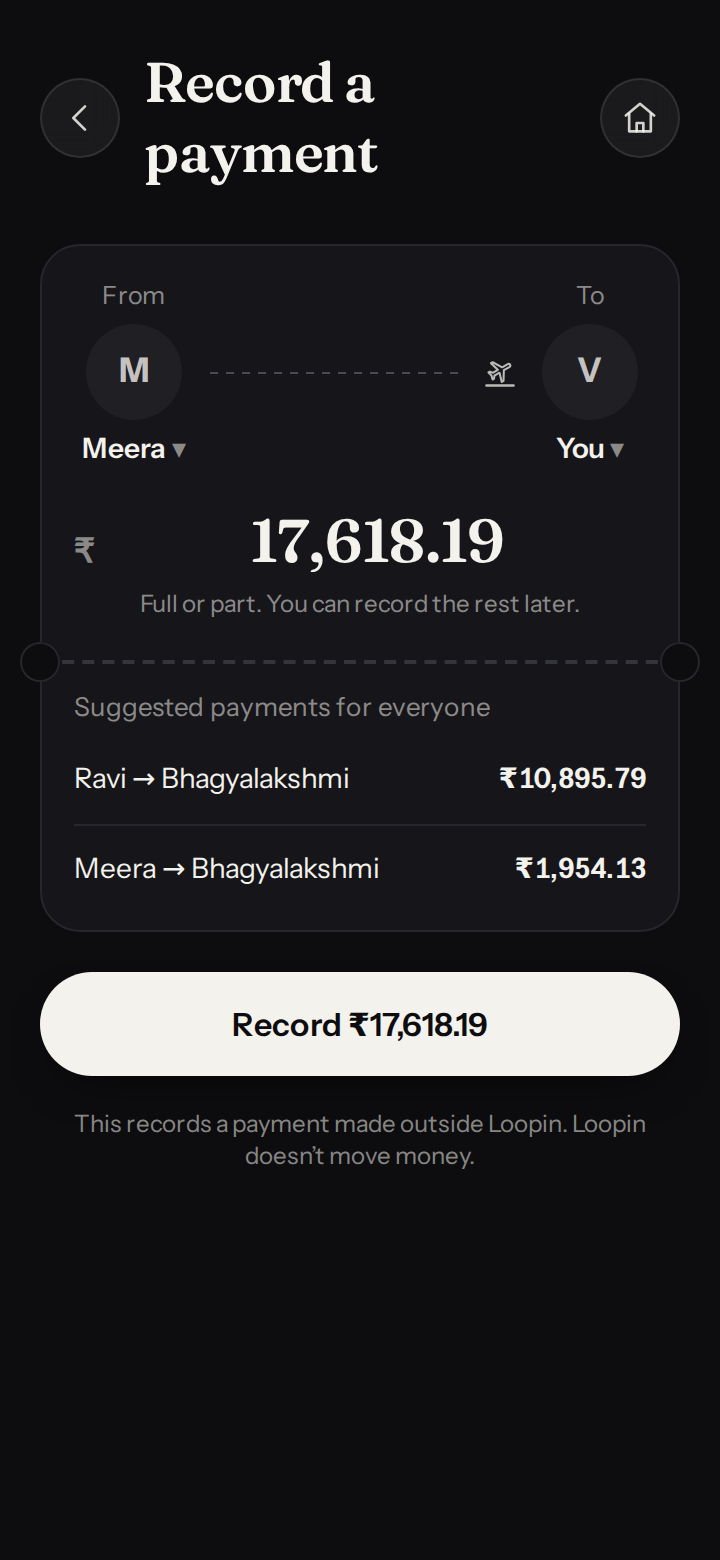 Record a
payment
From
To
M
V
Meera ▾
You ▾
₹
17,618.19
Full or part. You can record the rest later.
Suggested payments for everyone
Ravi → Bhagyalakshmi
₹10,895.79
Meera → Bhagyalakshmi
₹1,954.13
Record ₹17,618.19
This records a payment made outside Loopin. Loopin
doesn’t move money.